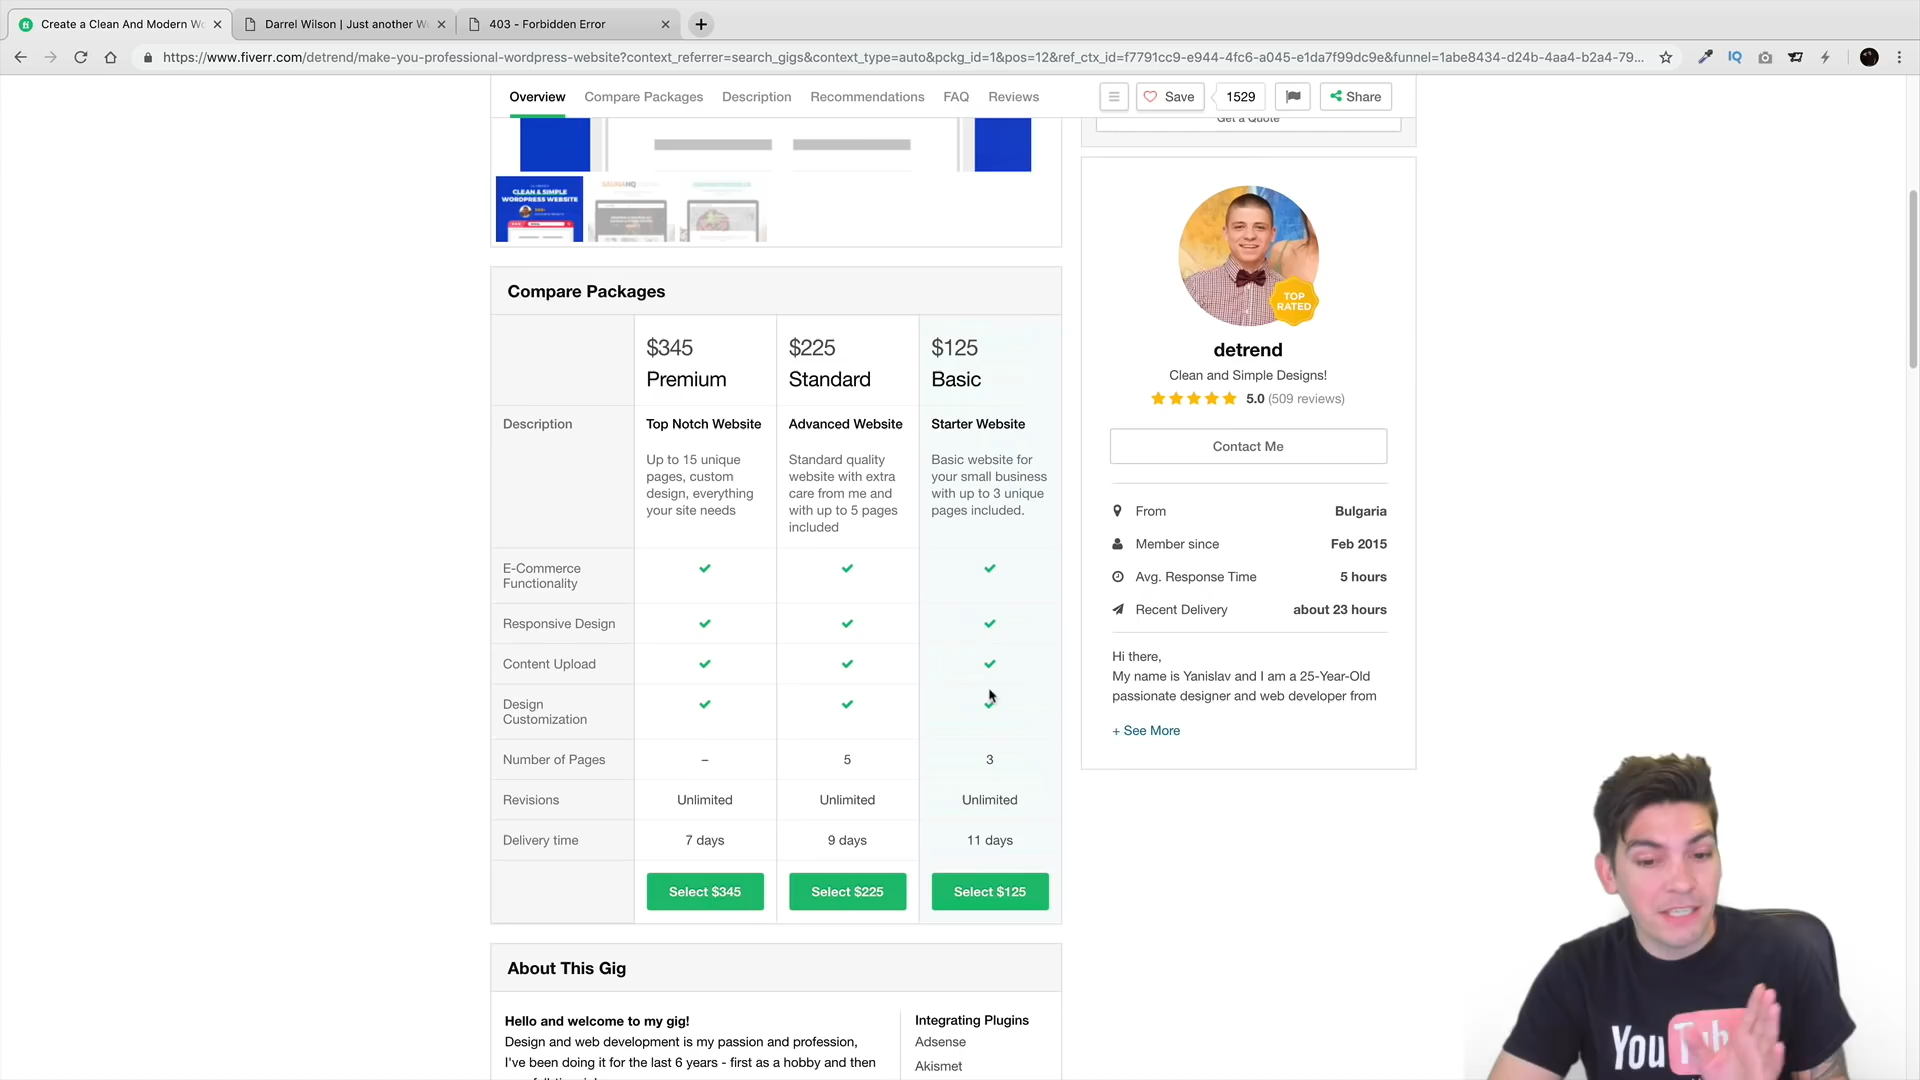 Create a Clean And Modern Wo
Darrel Wilson | Just another Wo
403 - Forbidden Error
https://www.fiverr.com/detrend/make-you-professional-wordpress-website?context_referrer=search_gigs&context_type=auto&pckg_id=1&pos=12&ref_ctx_id=f7791cc9-e944-4fc6-a045-e1da7f99dc9e&funnel=1abe8434-d24b-4aa4-b2a4-79...
IQ
Overview
Compare Packages
Description
Recommendations
FAQ
Reviews
Save
1529
Share
Get a Quote
CLEAN & SIMPLE
WORDPRESS WEBSITE
Compare Packages
$345
Premium
$225
Standard
$125
Basic
Description
Top Notch Website
Up to 15 unique
pages, custom
design, everything
your site needs
Advanced Website
Standard quality
website with extra
care from me and
with up to 5 pages
included
Starter Website
Basic website for
your small business
with up to 3 unique
pages included.
E-Commerce
Functionality
Responsive Design
Content Upload
Design
Customization
Number of Pages
–
5
3
Revisions
Unlimited
Unlimited
Unlimited
Delivery time
7 days
9 days
11 days
Select $345
Select $225
Select $125
TOP
RATED
detrend
Clean and Simple Designs!
5.0 (509 reviews)
Contact Me
From
Bulgaria
Member since
Feb 2015
Avg. Response Time
5 hours
Recent Delivery
about 23 hours
Hi there,
My name is Yanislav and I am a 25-Year-Old
passionate designer and web developer from
+ See More
About This Gig
Hello and welcome to my gig!
Design and web development is my passion and profession,
I've been doing it for the last 6 years - first as a hobby and then
Integrating Plugins
Adsense
Akismet
You